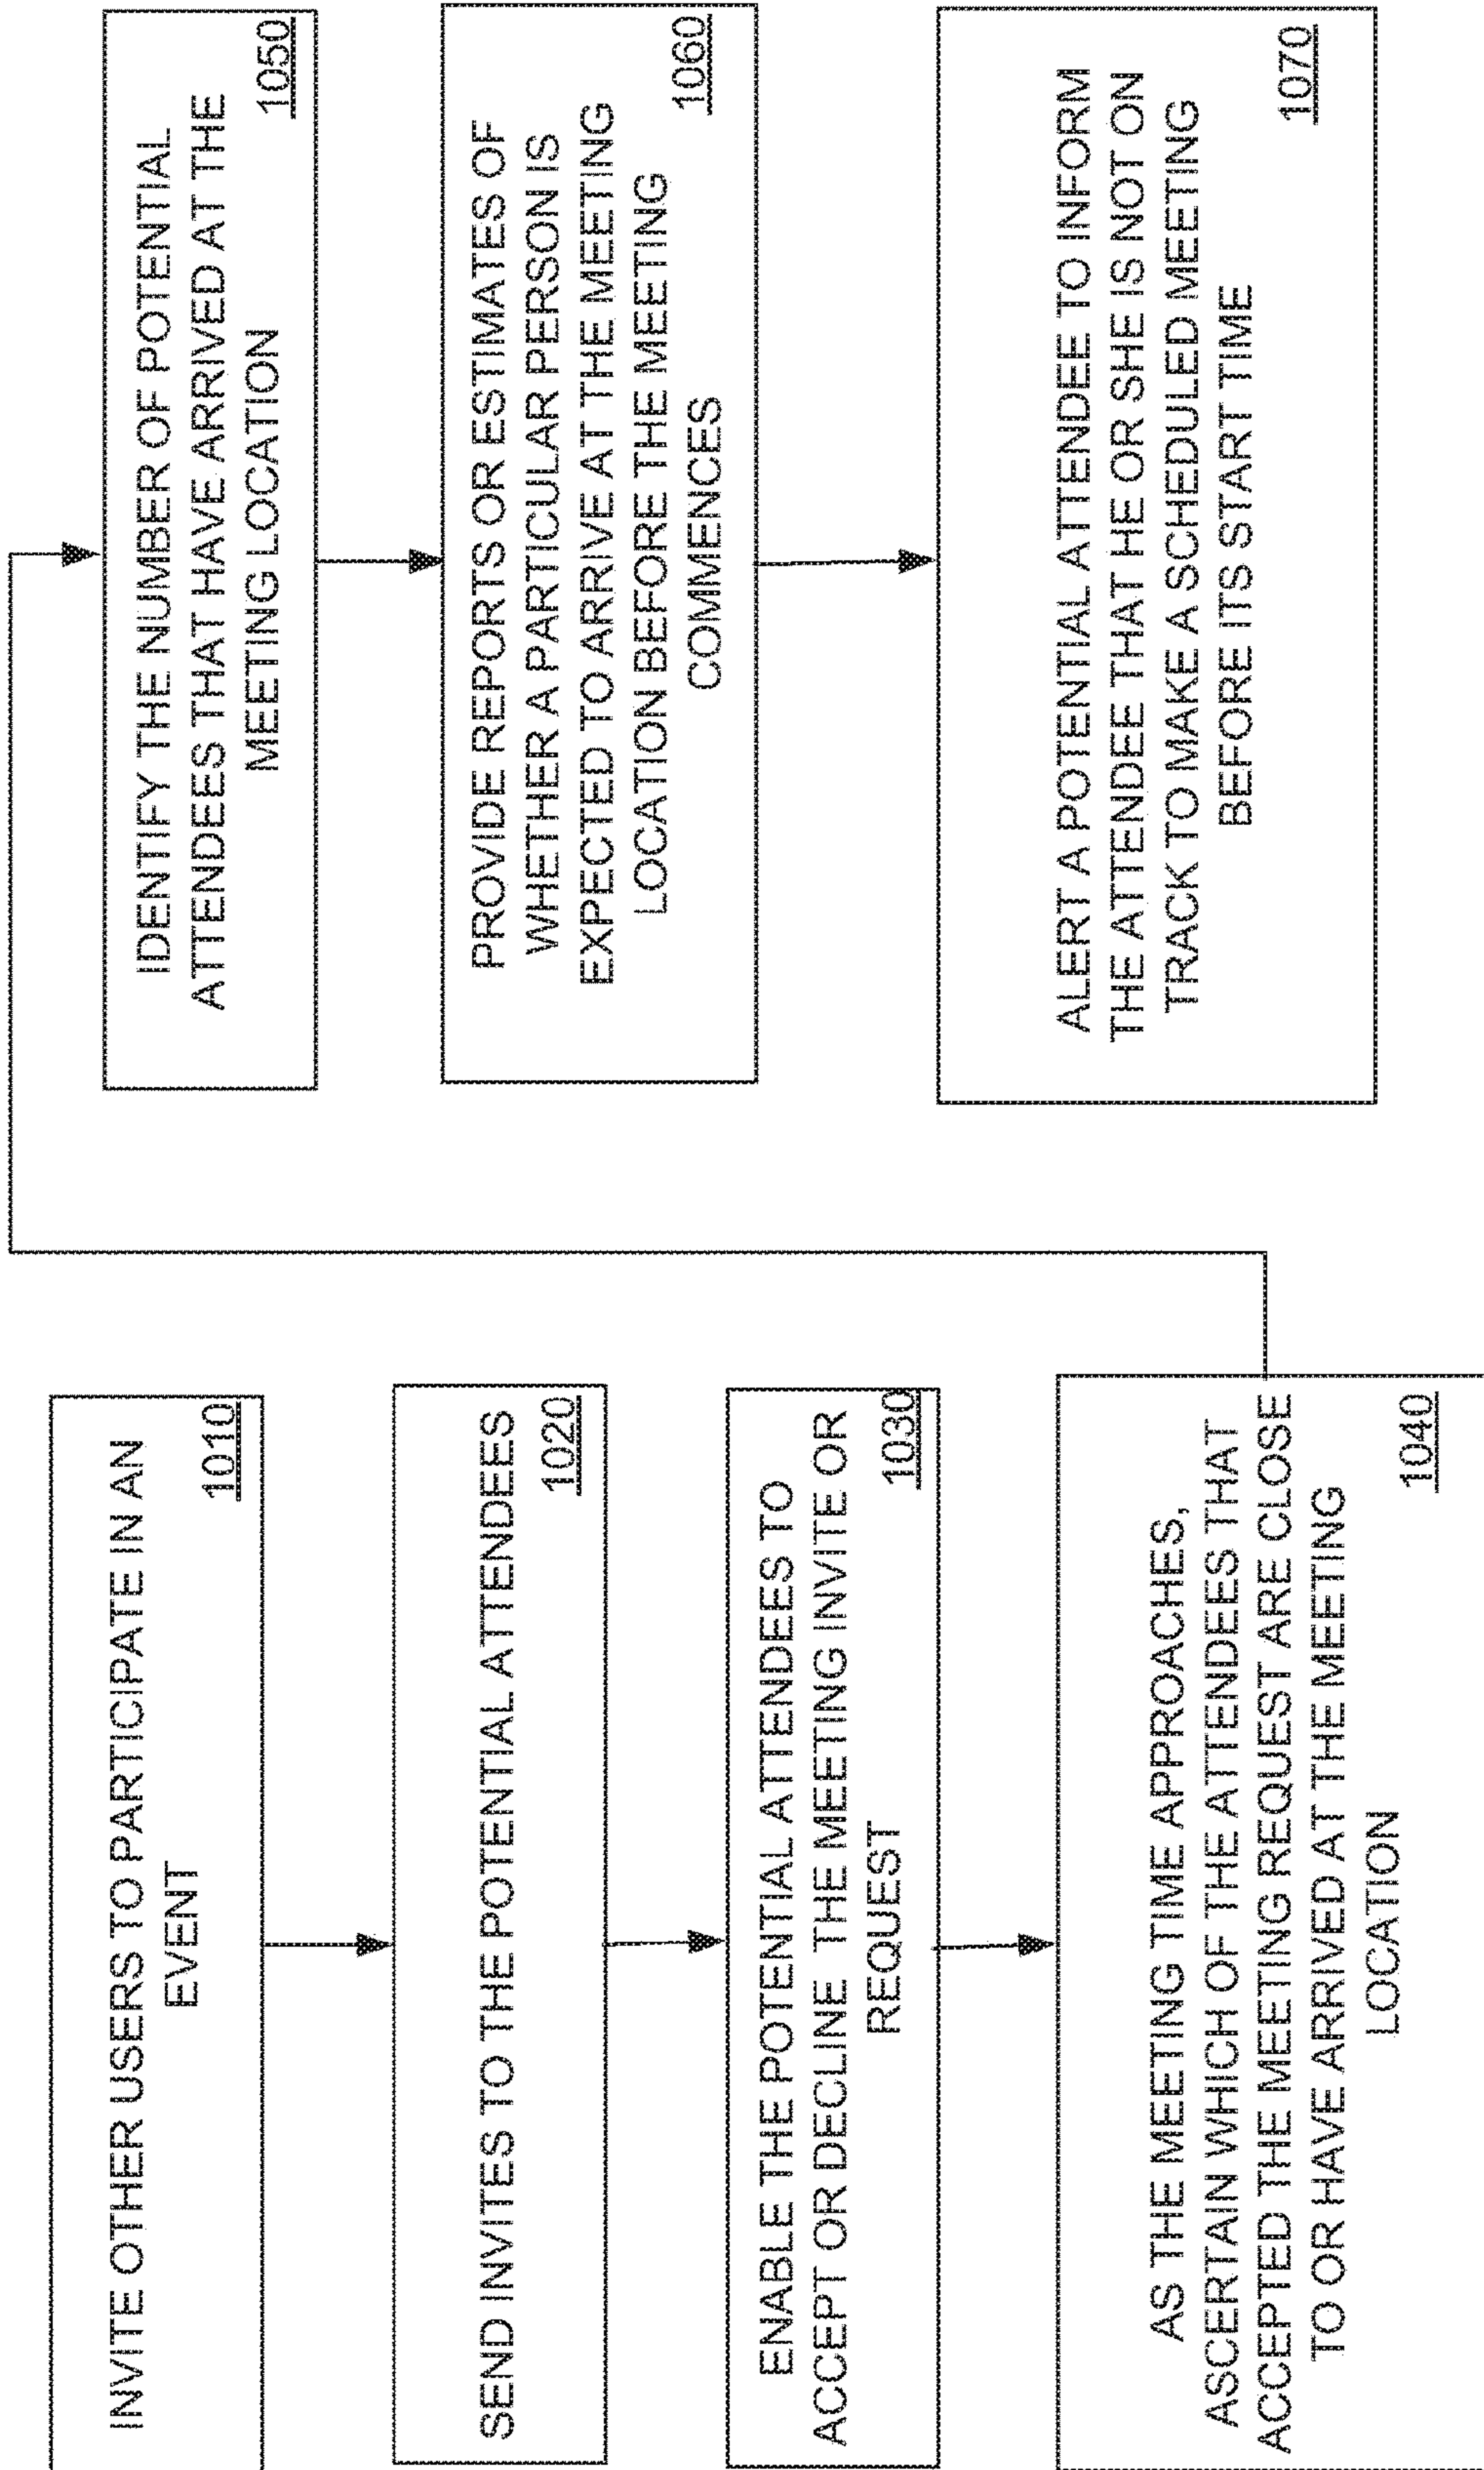 INVITE OTHER USERS TO PARTICIPATE IN AN
EVENT
1010
SEND INVITES TO THE POTENTIAL ATTENDEES
1020
ENABLE THE POTENTIAL ATTENDEES TO
ACCEPT OR DECLINE THE MEETING INVITE OR
REQUEST
1030
AS THE MEETING TIME APPROACHES,
ASCERTAIN WHICH OF THE ATTENDEES THAT
ACCEPTED THE MEETING REQUEST ARE CLOSE
TO OR HAVE ARRIVED AT THE MEETING
LOCATION
1040
IDENTIFY THE NUMBER OF POTENTIAL
ATTENDEES THAT HAVE ARRIVED AT THE
MEETING LOCATION
1050
PROVIDE REPORTS OR ESTIMATES OF
WHETHER A PARTICULAR PERSON IS
EXPECTED TO ARRIVE AT THE MEETING
LOCATION BEFORE THE MEETING
COMMENCES
1060
ALERT A POTENTIAL ATTENDEE TO INFORM
THE ATTENDEE THAT HE OR SHE IS NOT ON
TRACK TO MAKE A SCHEDULED MEETING
BEFORE ITS START TIME
1070